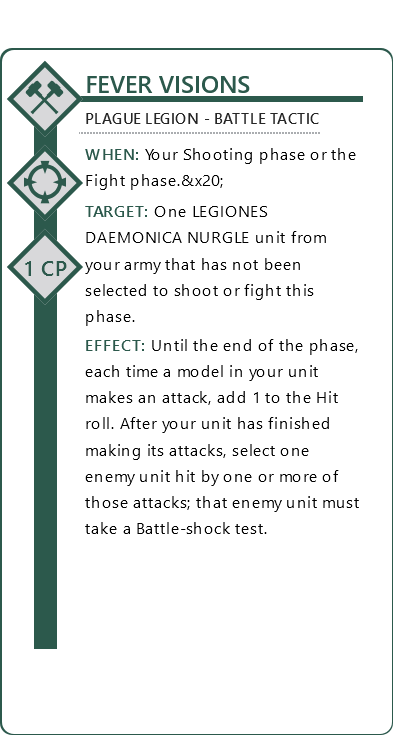 FEVER VISIONS
PLAGUE LEGION - BATTLE TACTIC
WHEN: Your Shooting phase or the
Fight phase.&x20;
TARGET: One LEGIONES
DAEMONICA NURGLE unit from
your army that has not been
1 CP
selected to shoot or fight this
phase.
EFFECT: Until the end of the phase,
each time a model in your unit
makes an attack, add 1 to the Hit
roll. After your unit has finished
making its attacks, select one
enemy unit hit by one or more of
those attacks; that enemy unit must
take a Battle-shock test.